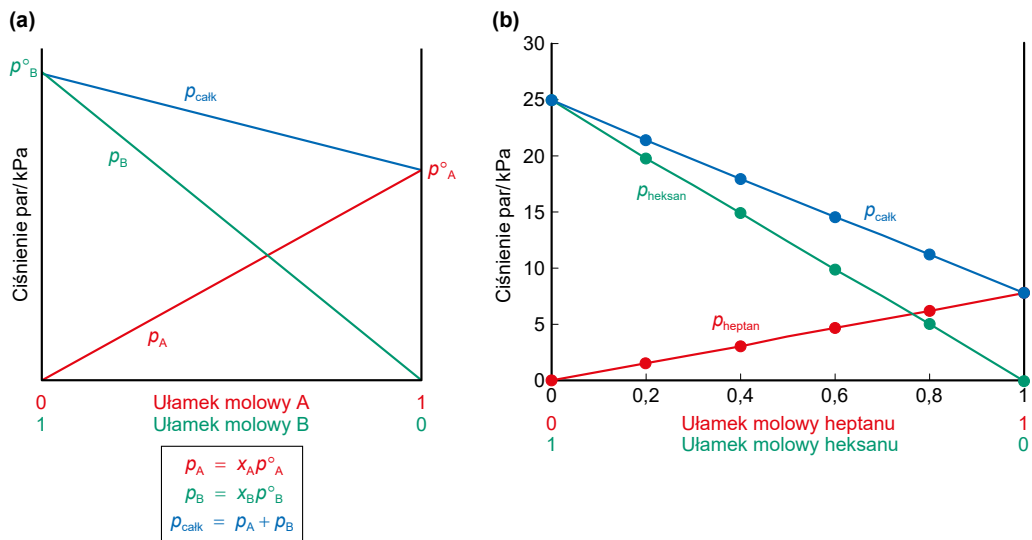 (a)
p°B
pcałk
pB
p°A
pA
Ciśnienie par/kPa
0 Ułamek molowy A 1
1 Ułamek molowy B 0
pA = xAp°A
pB = xBp°B
pcałk = pA + pB
(b)
30
25
20
15
10
5
0
Ciśnienie par/kPa
pheksan
pcałk
pheptan
0,2 0,4 0,6 0,8
0 Ułamek molowy heptanu 1
1 Ułamek molowy heksanu 0